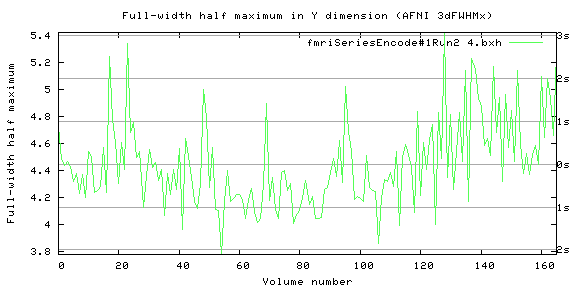 Full-width half maximum in Y dimension (AFNI 3dFWHMx)
fmriSeriesEncode#1Run2 4.bxh
Full-width half maximum
5.4
5.2
5
4.8
4.6
4.4
4.2
4
3.8
3s
2s
1s
0s
1s
2s
0 20 40 60 80 100 120 140 160
Volume number